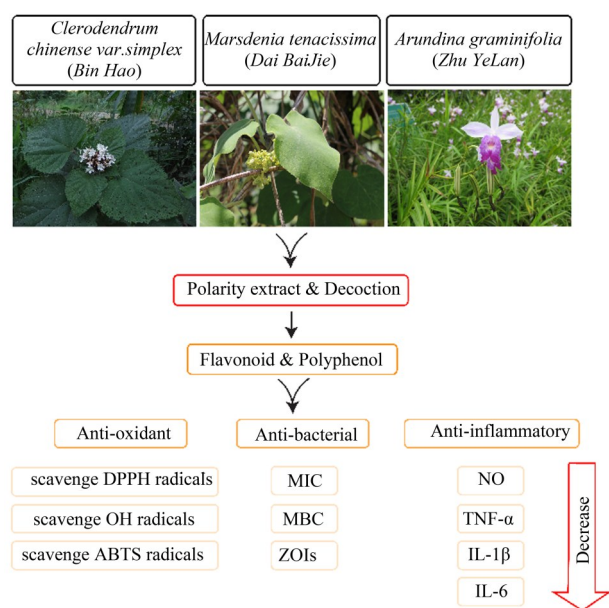 Clerodendrum
chinense var.simplex
(Bin Hao)
Marsdenia tenacissima
(Dai BaiJie)
Arundina graminifolia
(Zhu YeLan)
Polarity extract & Decoction
Flavonoid & Polyphenol
Anti-oxidant
Anti-bacterial
Anti-inflammatory
scavenge DPPH radicals
MIC
NO
scavenge OH radicals
MBC
TNF-α
scavenge ABTS radicals
ZOIs
IL-1β
IL-6
Decrease